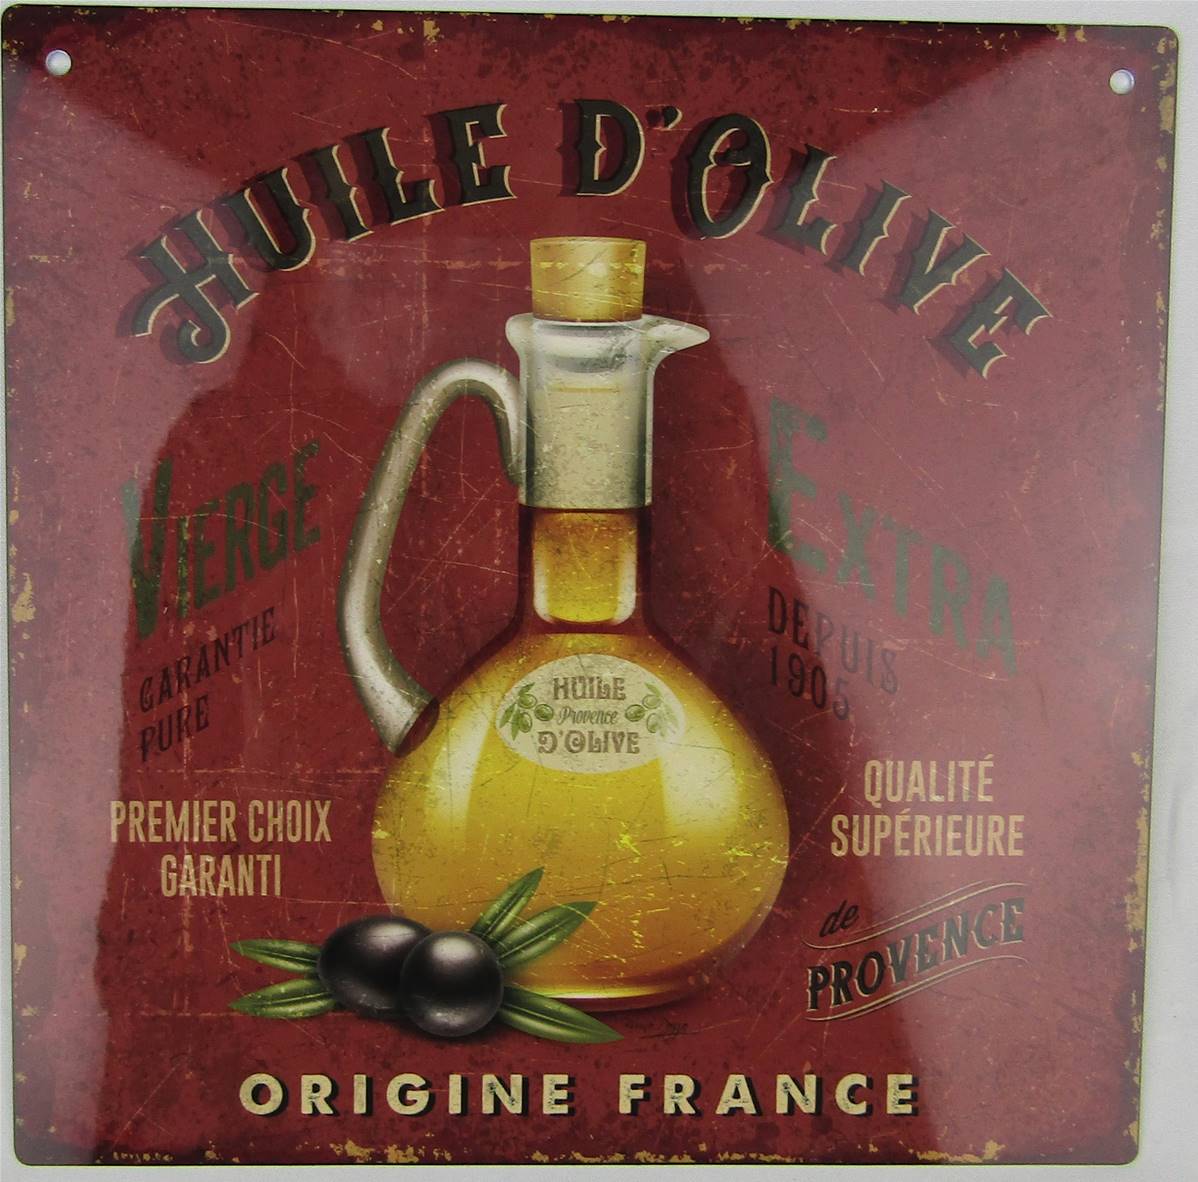 HUILE D'OLIVE
VIERGE
EXTRA
GARANTIE
PURE
DEPUIS
1905
HUILE
Provence
D'OLIVE
PREMIER CHOIX
GARANTI
QUALITÉ
SUPÉRIEURE
de
PROVENCE
ORIGINE FRANCE